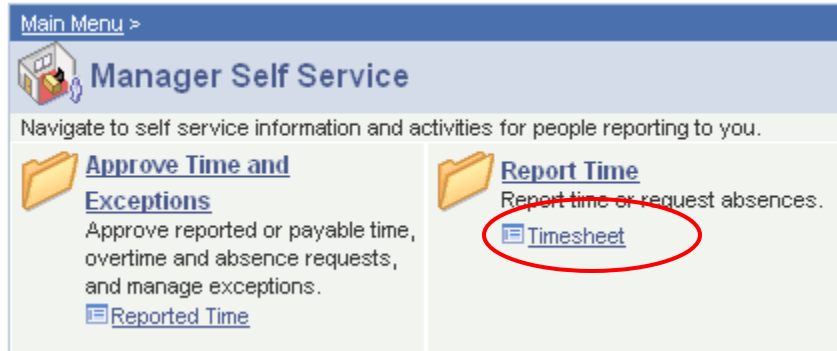 Main Menu >
Manager Self Service
Navigate to self service information and activities for people reporting to you.
Approve Time and
Exceptions
Approve reported or payable time,
overtime and absence requests,
and manage exceptions.
Reported Time
Report Time
Report time or request absences.
Timesheet